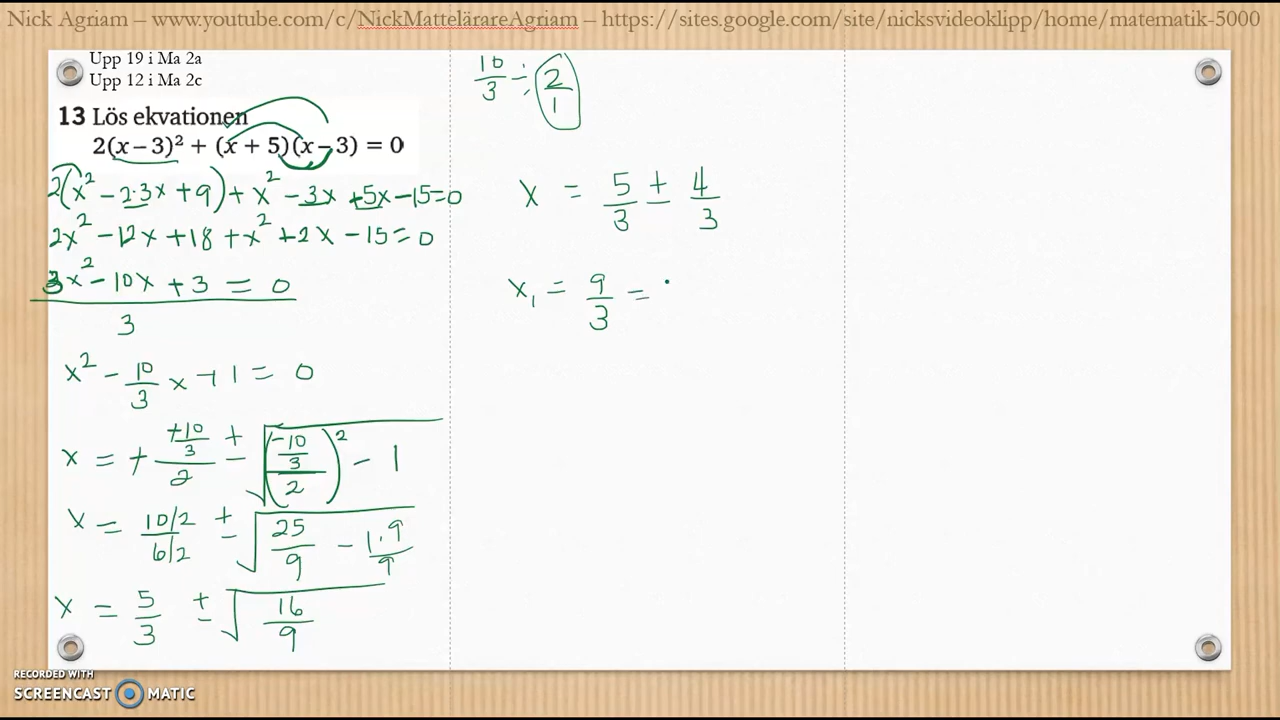 Nick Agriam – www.youtube.com/c/NickMattelärareAgriam – https://sites.google.com/site/nicksvideoklipp/home/matematik-5000
Upp 19 i Ma 2a
Upp 12 i Ma 2c
13 Lös ekvationen
2(x – 3)² + (x + 5)(x – 3) = 0
2(x² - 2·3x + 9) + x² - 3x + 5x - 15 = 0
2x² - 12x + 18 + x² + 2x - 15 = 0
3x² - 10x + 3 = 0
3
x² - 10/3 x + 1 = 0
x = + (+10/3)/2 ± √(((-10/3)/2)² - 1)
x = (10/2)/(6/2) ± √(25/9 - 1·9/9)
x = 5/3 ± √(16/9)
10/3 ÷ 2/1
x = 5/3 ± 4/3
x₁ = 9/3 =
RECORDED WITH
SCREENCAST MATIC